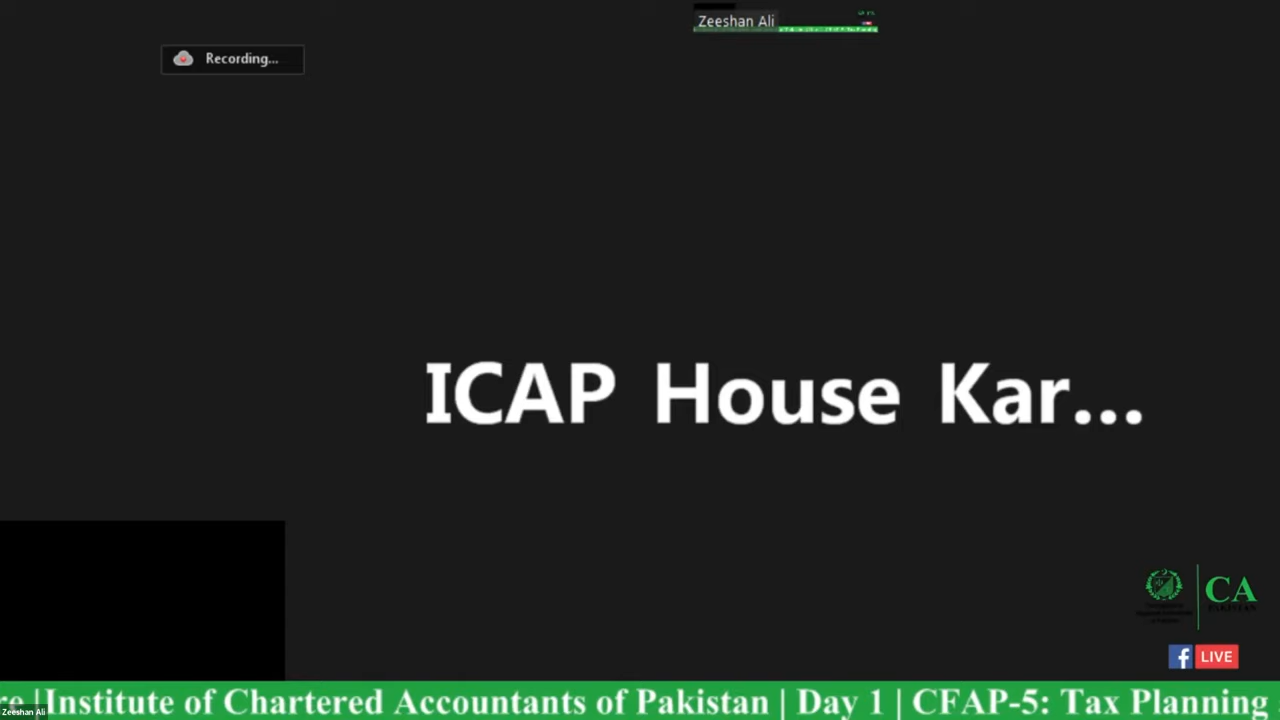 Zeeshan Ali
Recording...
ICAP House Kar...
CA
PAKISTAN
LIVE
|Institute of Chartered Accountants of Pakistan | Day 1 | CFAP-5: Tax Planning
Zeeshan Ali